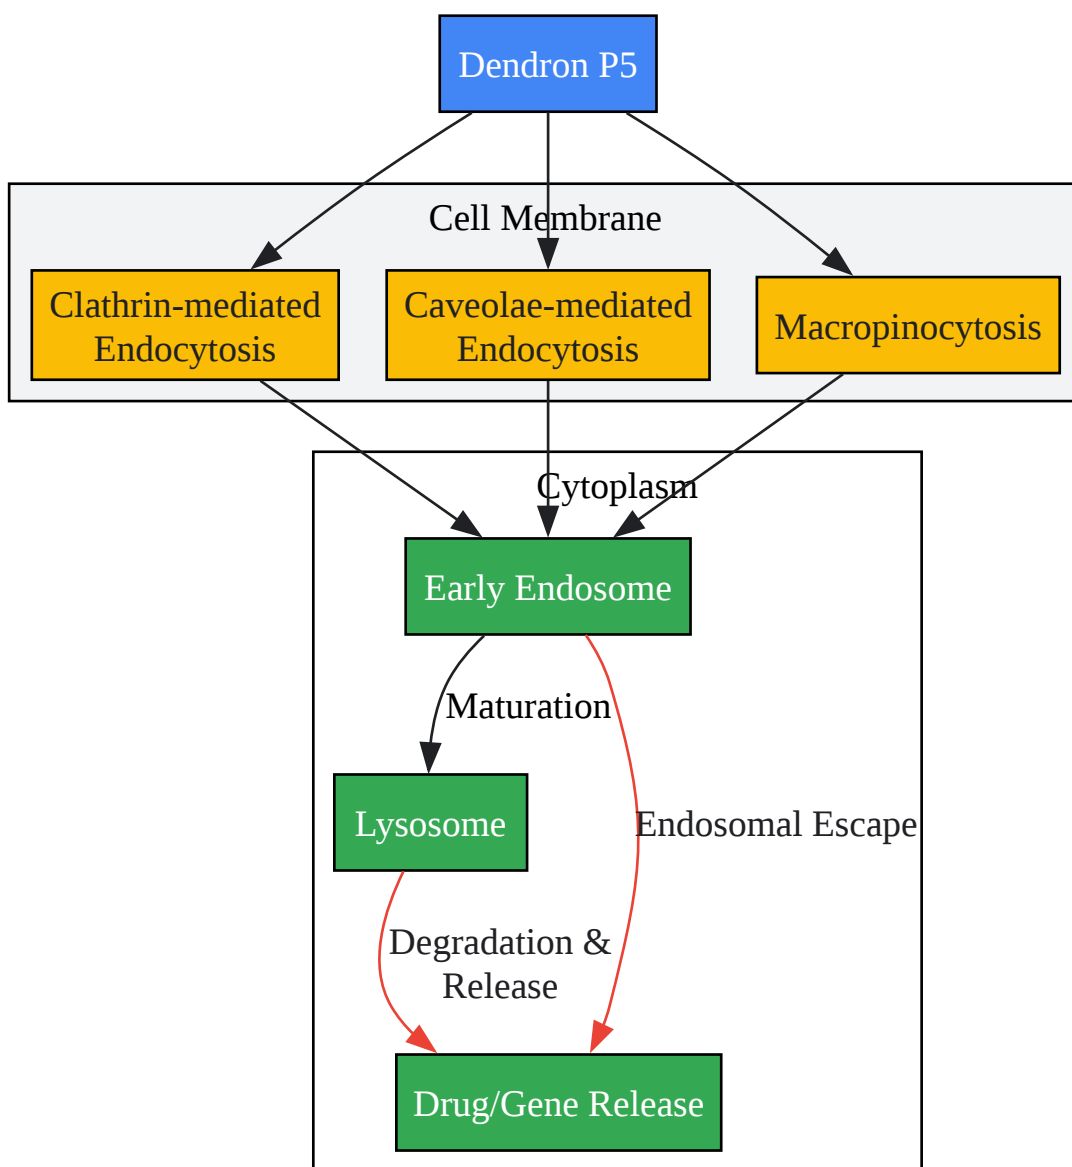 Dendron P5
Cell Membrane
Clathrin-mediated
Endocytosis
Caveolae-mediated
Endocytosis
Macropinocytosis
Cytoplasm
Early Endosome
Maturation
Lysosome
Endosomal Escape
Degradation &
Release
Drug/Gene Release